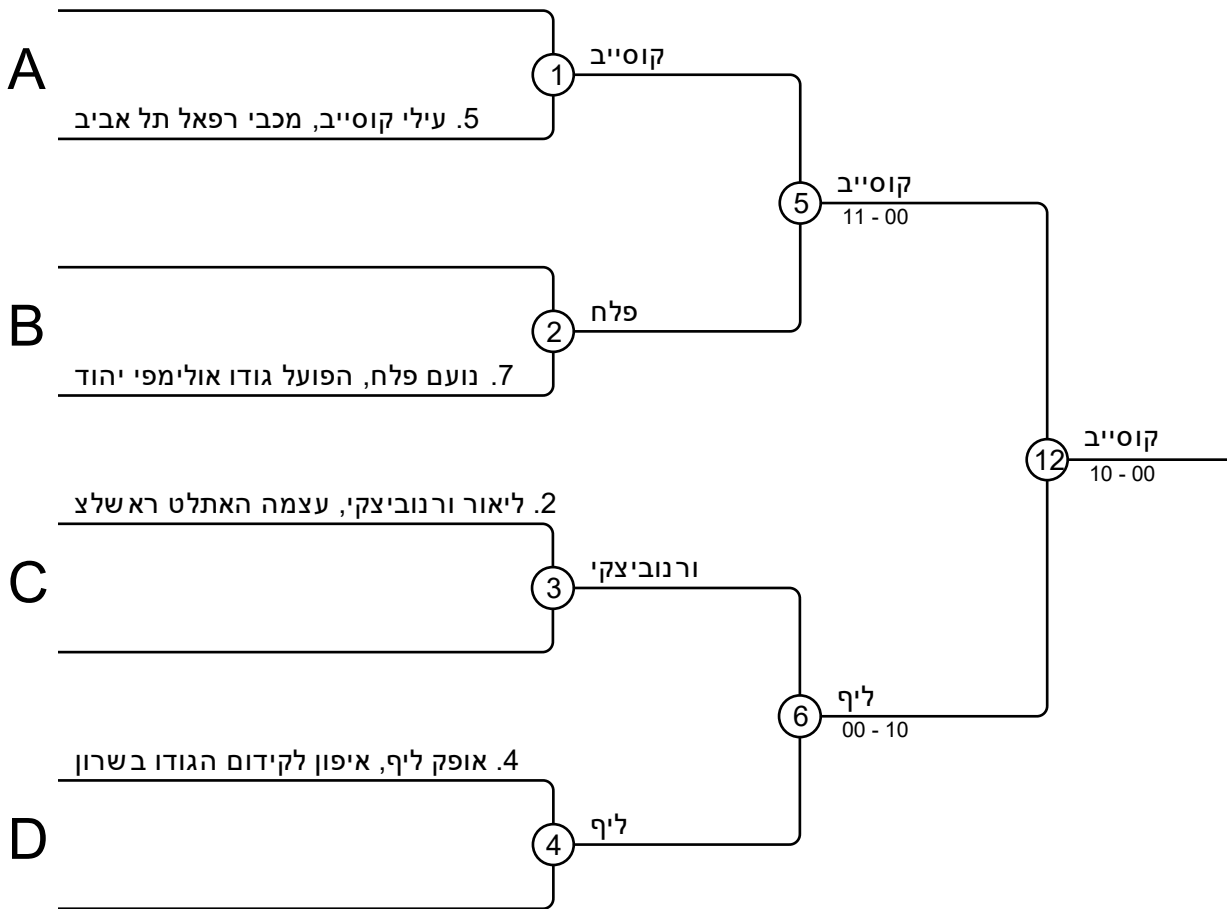 A
1
קוסייב
5. עילי קוסייב, מכבי רפאל תל אביב
5
קוסייב
11 - 00
B
2
פלח
7. נועם פלח, הפועל גודו אולימפי יהוד
12
קוסייב
10 - 00
2. ליאור ורנוביצקי, עצמה האתלט ראשלצ
C
3
ורנוביצקי
6
ליף
00 - 10
4. אופק ליף, איפון לקידום הגודו בשרון
D
4
ליף